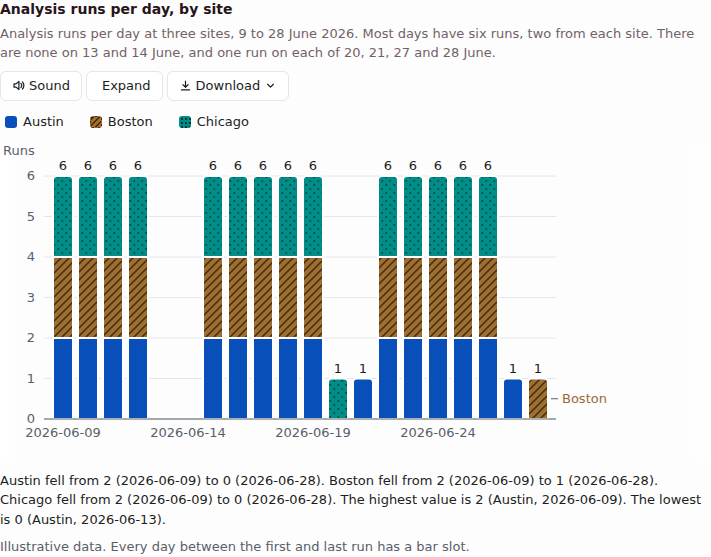 Analysis runs per day, by site
Analysis runs per day at three sites, 9 to 28 June 2026. Most days have six runs, two from each site. There
are none on 13 and 14 June, and one run on each of 20, 21, 27 and 28 June.
Sound Expand Download
Austin Boston Chicago
Runs
6 6 6 6 6 6 6 6 6 6 6 6 6 6
6
5
4
3
2
1 1 1 1 1
Boston
0
2026-06-09 2026-06-14 2026-06-19 2026-06-24
Austin fell from 2 (2026-06-09) to 0 (2026-06-28). Boston fell from 2 (2026-06-09) to 1 (2026-06-28).
Chicago fell from 2 (2026-06-09) to 0 (2026-06-28). The highest value is 2 (Austin, 2026-06-09). The lowest
is 0 (Austin, 2026-06-13).
Illustrative data. Every day between the first and last run has a bar slot.